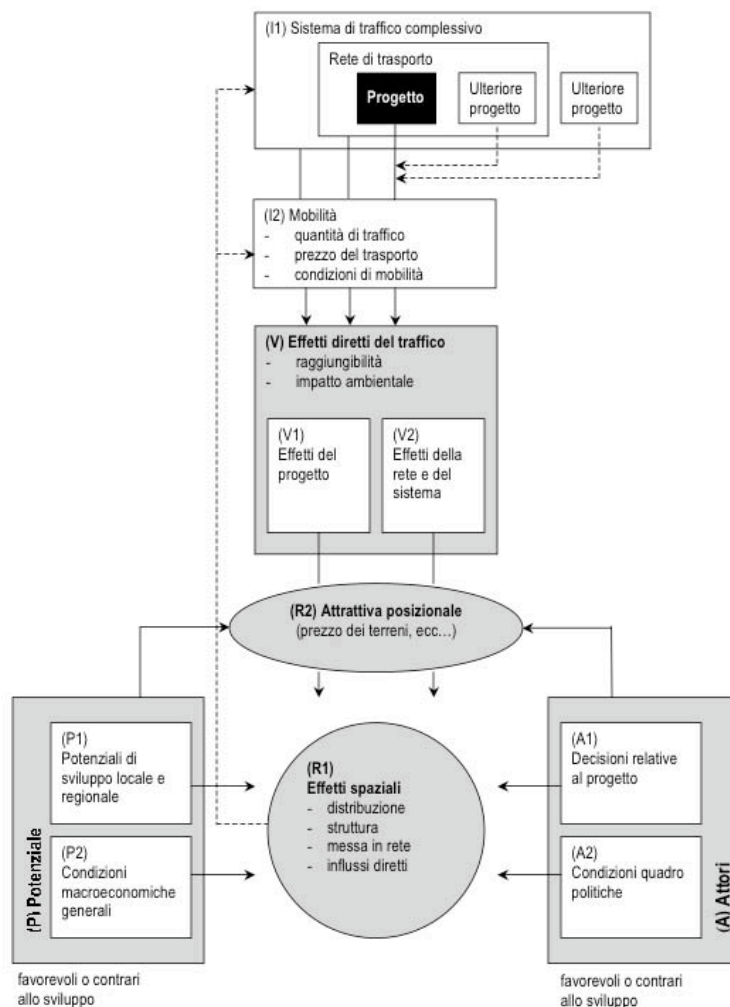 (I1) Sistema di traffico complessivo
Rete di trasporto
Progetto
Ulteriore
progetto
Ulteriore
progetto
(I2) Mobilità
- quantità di traffico
- prezzo del trasporto
- condizioni di mobilità
(V) Effetti diretti del traffico
- raggiungibilità
- impatto ambientale
(V1)
Effetti del
progetto
(V2)
Effetti della
rete e del
sistema
(R2) Attrattiva posizionale
(prezzo dei terreni, ecc...)
(P) Potenziale
(P1)
Potenziali di
sviluppo locale e
regionale
(P2)
Condizioni
macroeconomiche
generali
(R1)
Effetti spaziali
- distribuzione
- struttura
- messa in rete
- influssi diretti
(A1)
Decisioni relative
al progetto
(A2)
Condizioni quadro
politiche
(A) Attori
favorevoli o contrari
allo sviluppo
favorevoli o contrari
allo sviluppo